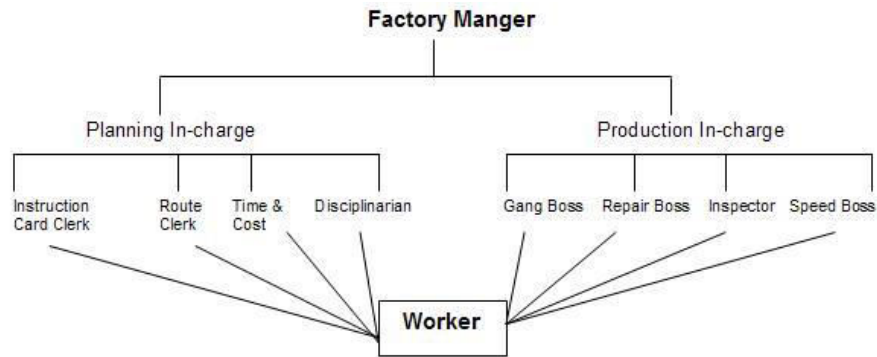 Factory Manger
Planning In-charge
Production In-charge
Instruction
Card Clerk
Route
Clerk
Time &
Cost
Disciplinarian
Gang Boss
Repair Boss
Inspector
Speed Boss
Worker